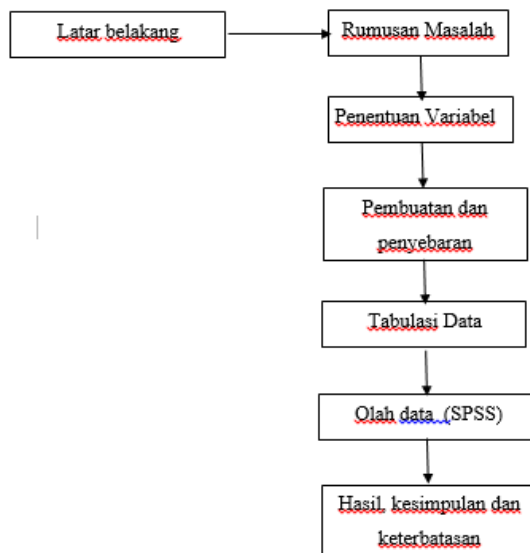 Latar belakang
Rumusan Masalah
Penentuan Variabel
Pembuatan dan
penyebaran
Tabulasi Data
Olah data (SPSS)
Hasil, kesimpulan dan
keterbatasan